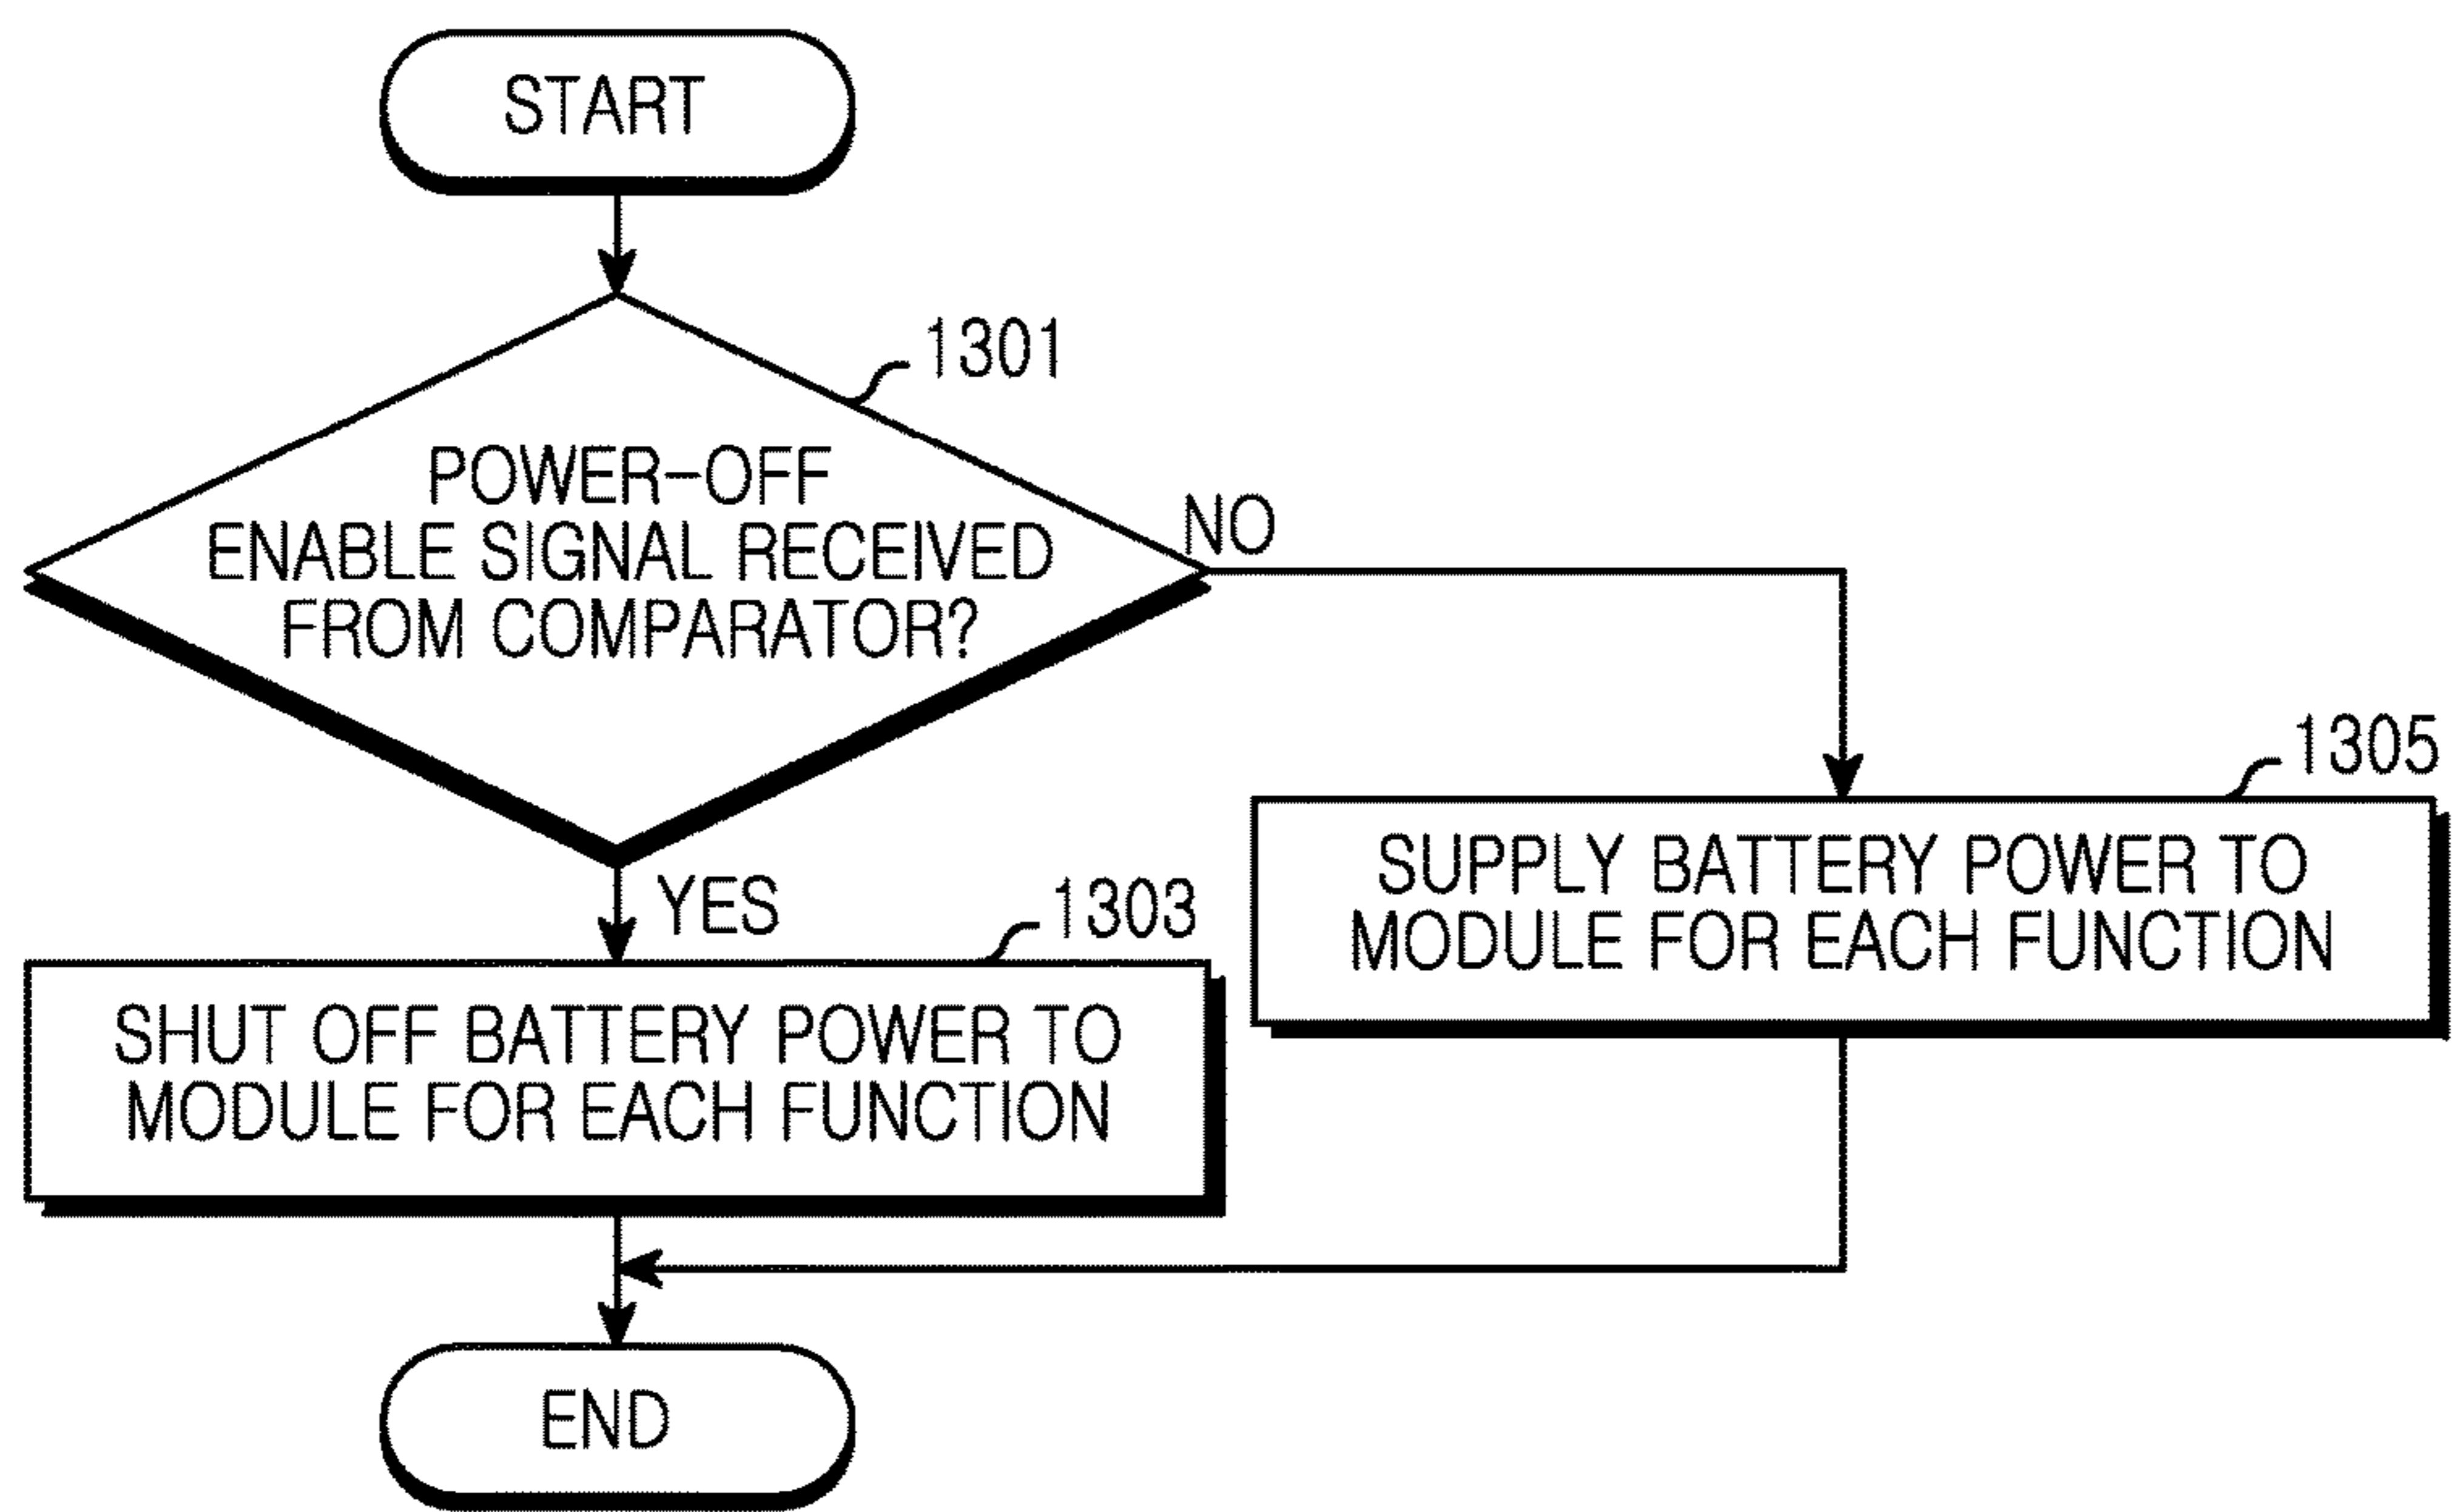 START
1301
POWER-OFF
ENABLE SIGNAL RECEIVED
FROM COMPARATOR?
NO
YES
1303
SHUT OFF BATTERY POWER TO
MODULE FOR EACH FUNCTION
1305
SUPPLY BATTERY POWER TO
MODULE FOR EACH FUNCTION
END